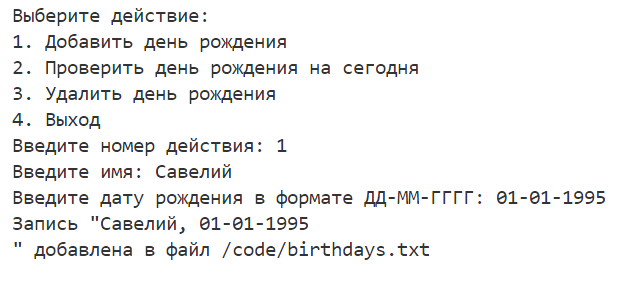 Выберите действие:
1. Добавить день рождения
2. Проверить день рождения на сегодня
3. Удалить день рождения
4. Выход
Введите номер действия: 1
Введите имя: Савелий
Введите дату рождения в формате ДД-ММ-ГГГГ: 01-01-1995
Запись "Савелий, 01-01-1995
" добавлена в файл /code/birthdays.txt